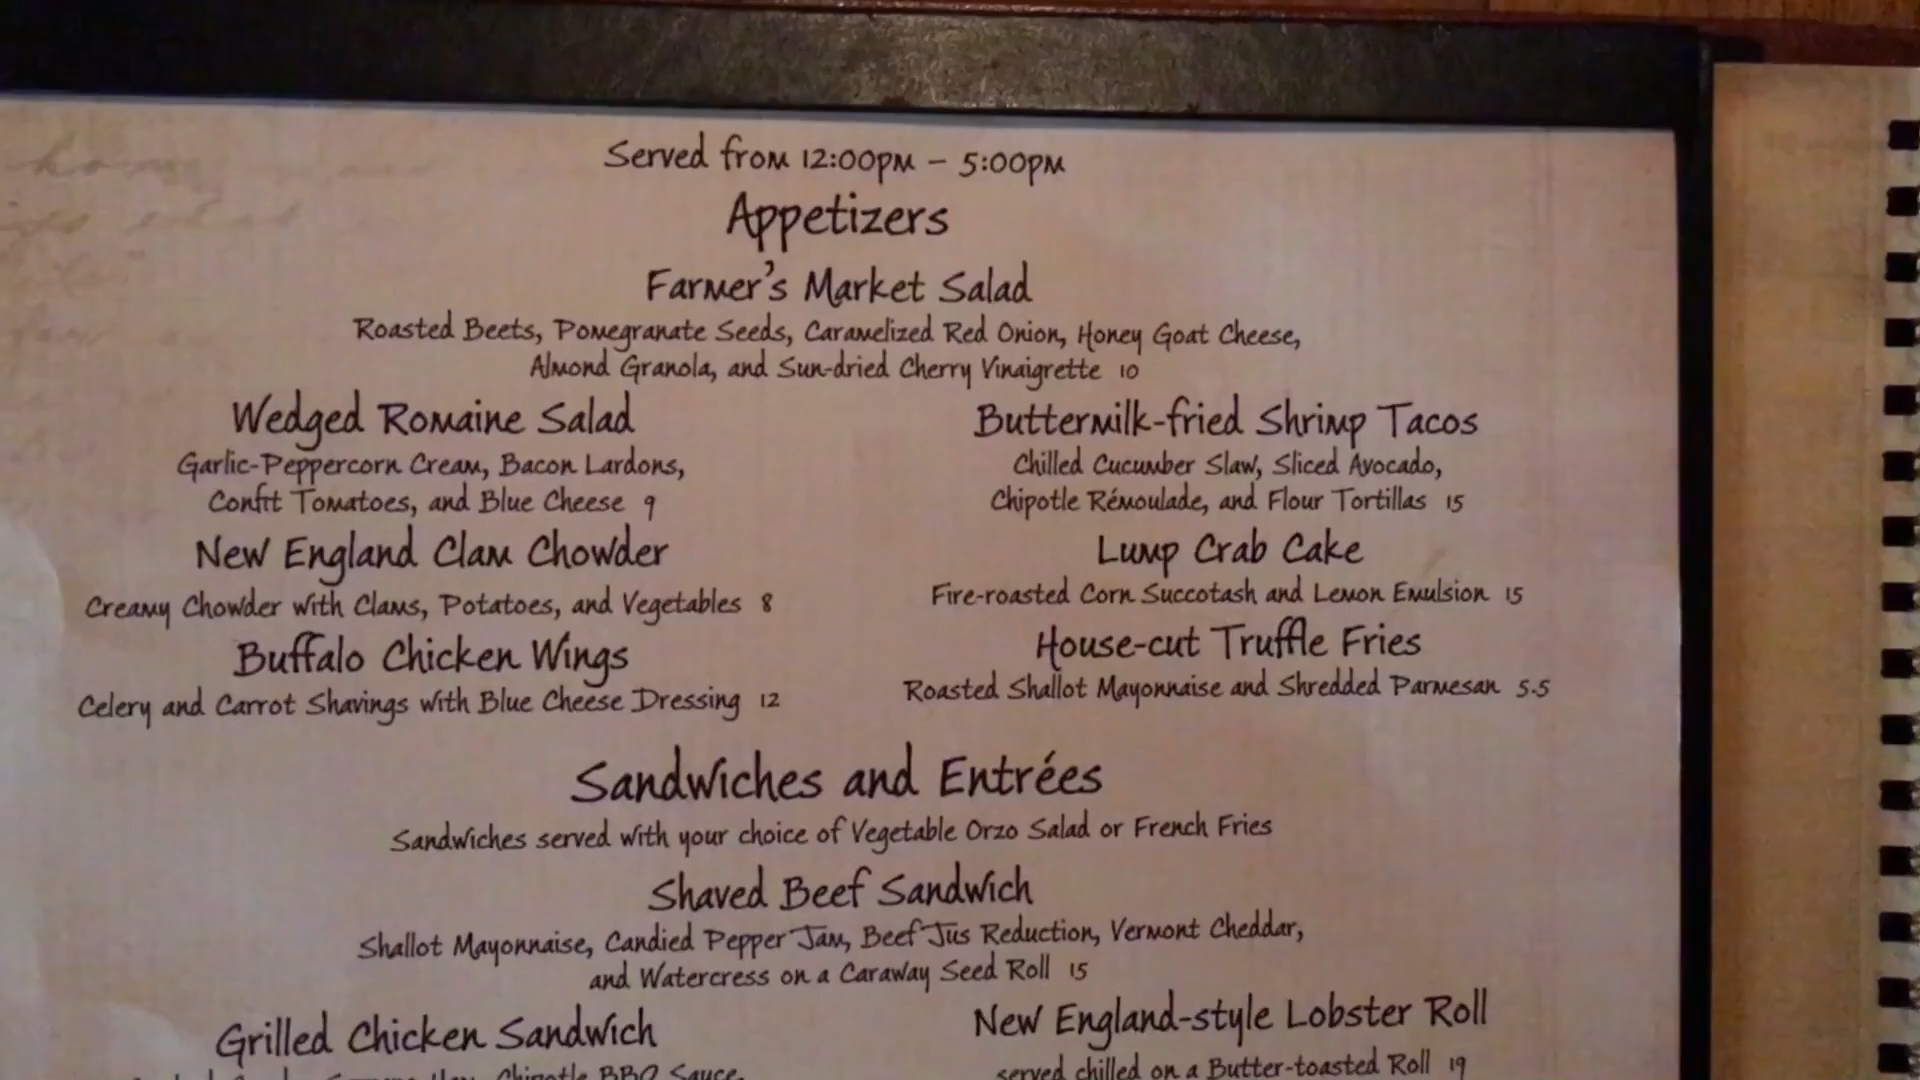 Served from 12:00pm – 5:00pm
Appetizers
Farmer's Market Salad
Roasted Beets, Pomegranate Seeds, Caramelized Red Onion, Honey Goat Cheese,
Almond Granola, and Sun-dried Cherry Vinaigrette 10
Wedged Romaine Salad
Garlic-Peppercorn Cream, Bacon Lardons,
Confit Tomatoes, and Blue Cheese 9
New England Clam Chowder
Creamy Chowder with Clams, Potatoes, and Vegetables 8
Buffalo Chicken Wings
Celery and Carrot Shavings with Blue Cheese Dressing 12
Buttermilk-fried Shrimp Tacos
Chilled Cucumber Slaw, Sliced Avocado,
Chipotle Rémoulade, and Flour Tortillas 15
Lump Crab Cake
Fire-roasted Corn Succotash and Lemon Emulsion 15
House-cut Truffle Fries
Roasted Shallot Mayonnaise and Shredded Parmesan 5.5
Sandwiches and Entrées
Sandwiches served with your choice of Vegetable Orzo Salad or French Fries
Shaved Beef Sandwich
Shallot Mayonnaise, Candied Pepper Jam, Beef Jus Reduction, Vermont Cheddar,
and Watercress on a Caraway Seed Roll 15
Grilled Chicken Sandwich
Chipotle BBQ Sauce,
New England-style Lobster Roll
served chilled on a Butter-toasted Roll 19